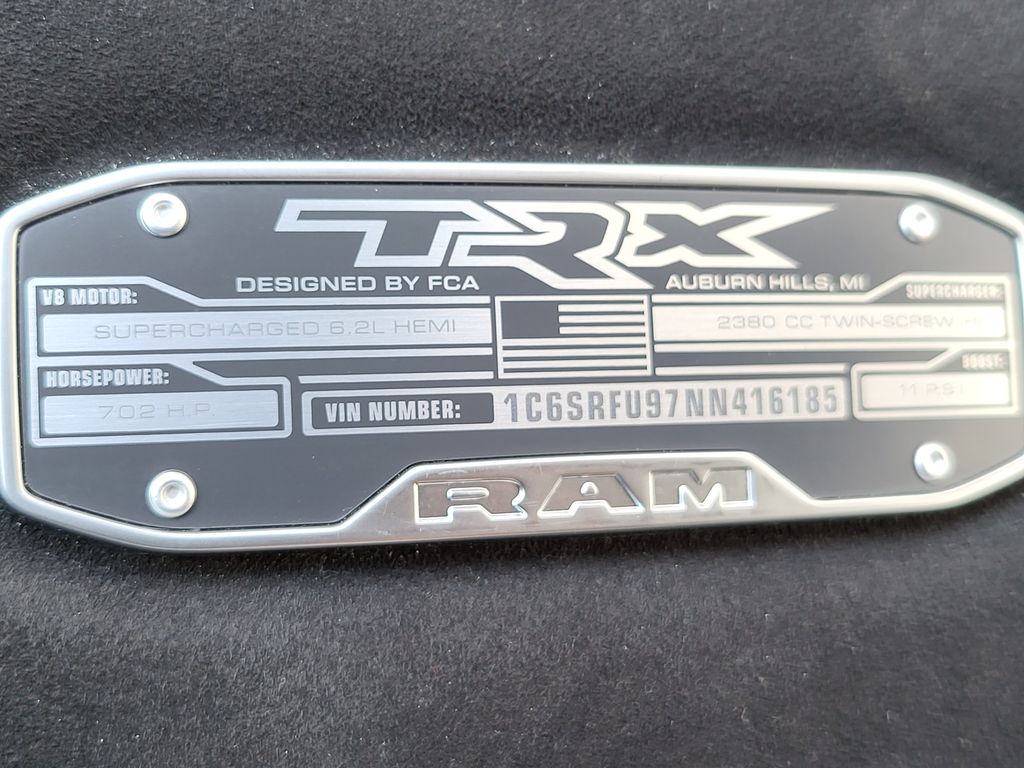 TRX
DESIGNED BY FCA AUBURN HILLS, MI
V8 MOTOR: SUPERCHARGER:
SUPERCHARGED 6.2L HEMI 2380 CC TWIN-SCREW
HORSEPOWER: BOOST:
702 H.P. VIN NUMBER: 1C6SRFU97NN416185 11 P.S.I.
RAM